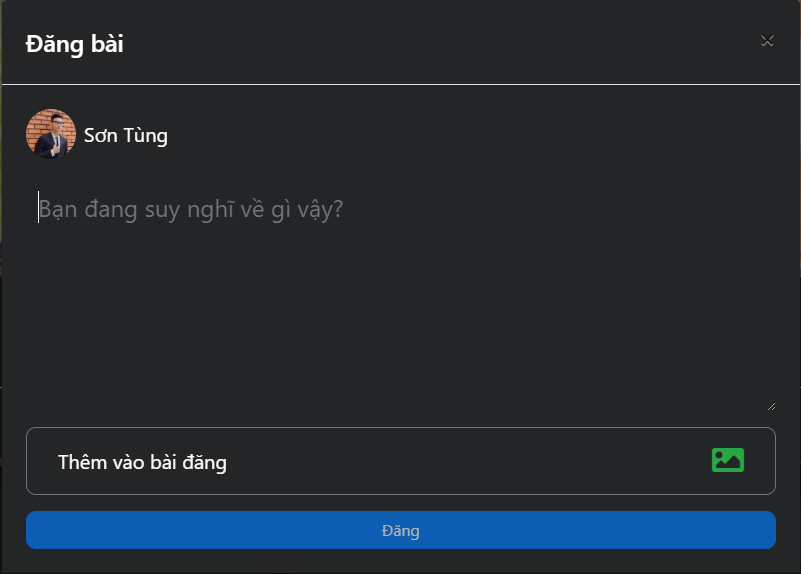 Đăng bài
Sơn Tùng
Bạn đang suy nghĩ về gì vậy?
Thêm vào bài đăng
Đăng